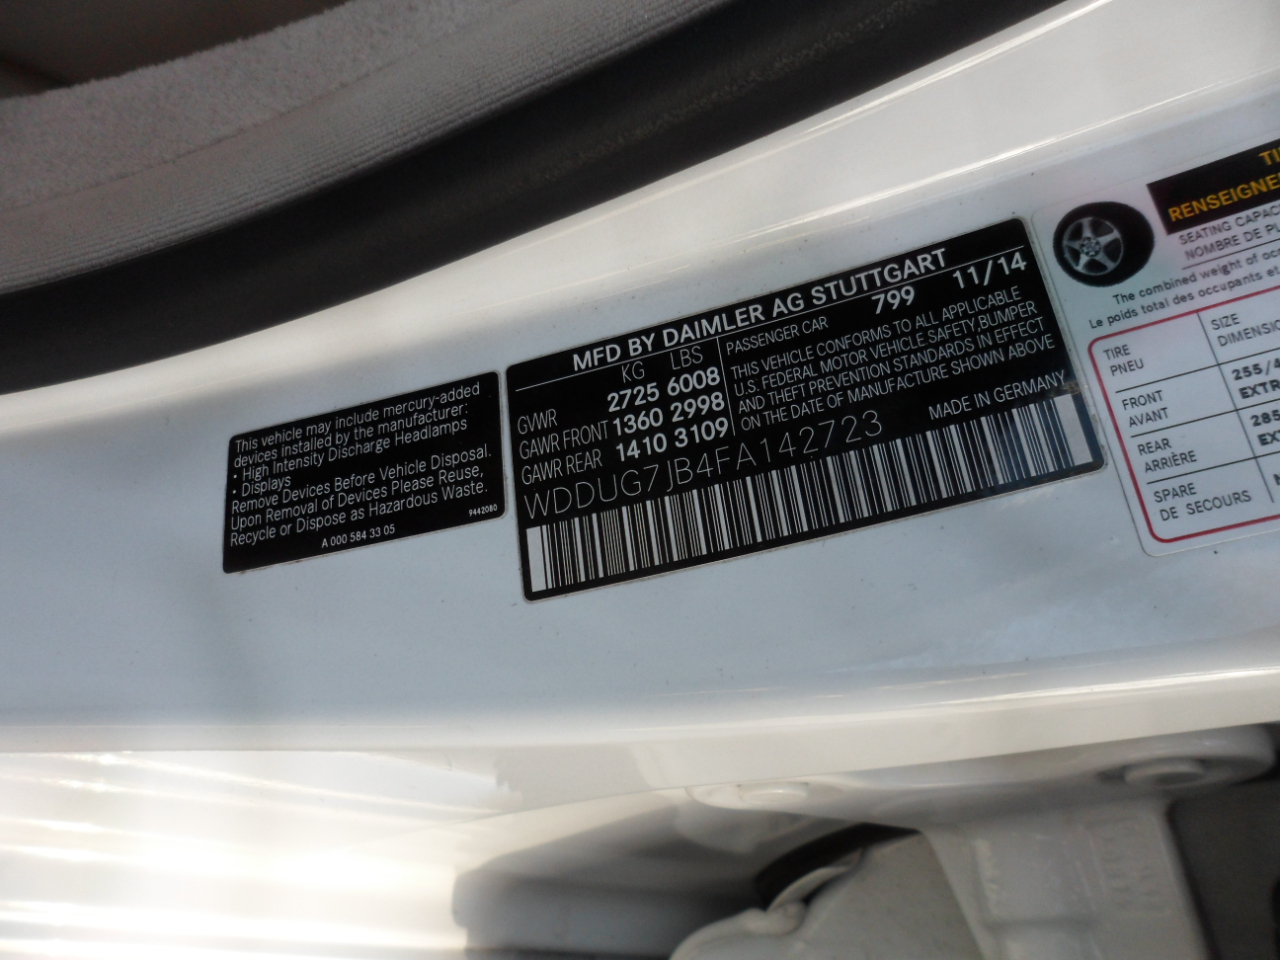 This vehicle may include mercury-added
devices installed by the manufacturer:
• High Intensity Discharge Headlamps
• Displays
Remove Devices Before Vehicle Disposal.
Upon Removal of Devices Please Reuse,
Recycle or Dispose as Hazardous Waste.
A 000 584 33 05
9442080
MFD BY DAIMLER AG STUTTGART
KG LBS
GVWR 2725 6008
GAWR FRONT 1360 2998
GAWR REAR 1410 3109
PASSENGER CAR 799 11/14
THIS VEHICLE CONFORMS TO ALL APPLICABLE
U.S. FEDERAL MOTOR VEHICLE SAFETY,BUMPER
AND THEFT PREVENTION STANDARDS IN EFFECT
ON THE DATE OF MANUFACTURE SHOWN ABOVE
WDDUG7JB4FA142723 MADE IN GERMANY
RENSEIGNE
SEATING CAPAC
NOMBRE DE PL
The combined weight of occ
Le poids total des occupants et
TIRE
PNEU
SIZE
DIMENSI
FRONT
AVANT
255/4
EXTR
REAR
ARRIÈRE
285
EX
SPARE
DE SECOURS